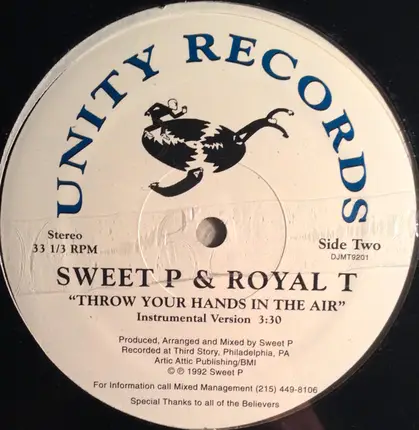 UNITY RECORDS
Stereo
33 1/3 RPM
Side Two
DJMT9201
SWEET P & ROYAL T
“THROW YOUR HANDS IN THE AIR”
Instrumental Version 3:30
Produced, Arranged and Mixed by Sweet P
Recorded at Third Story, Philadelphia, PA
Artic Attic Publishing/BMI
© ℗ 1992 Sweet P
For Information call Mixed Management (215) 449-8106
Special Thanks to all of the Believers